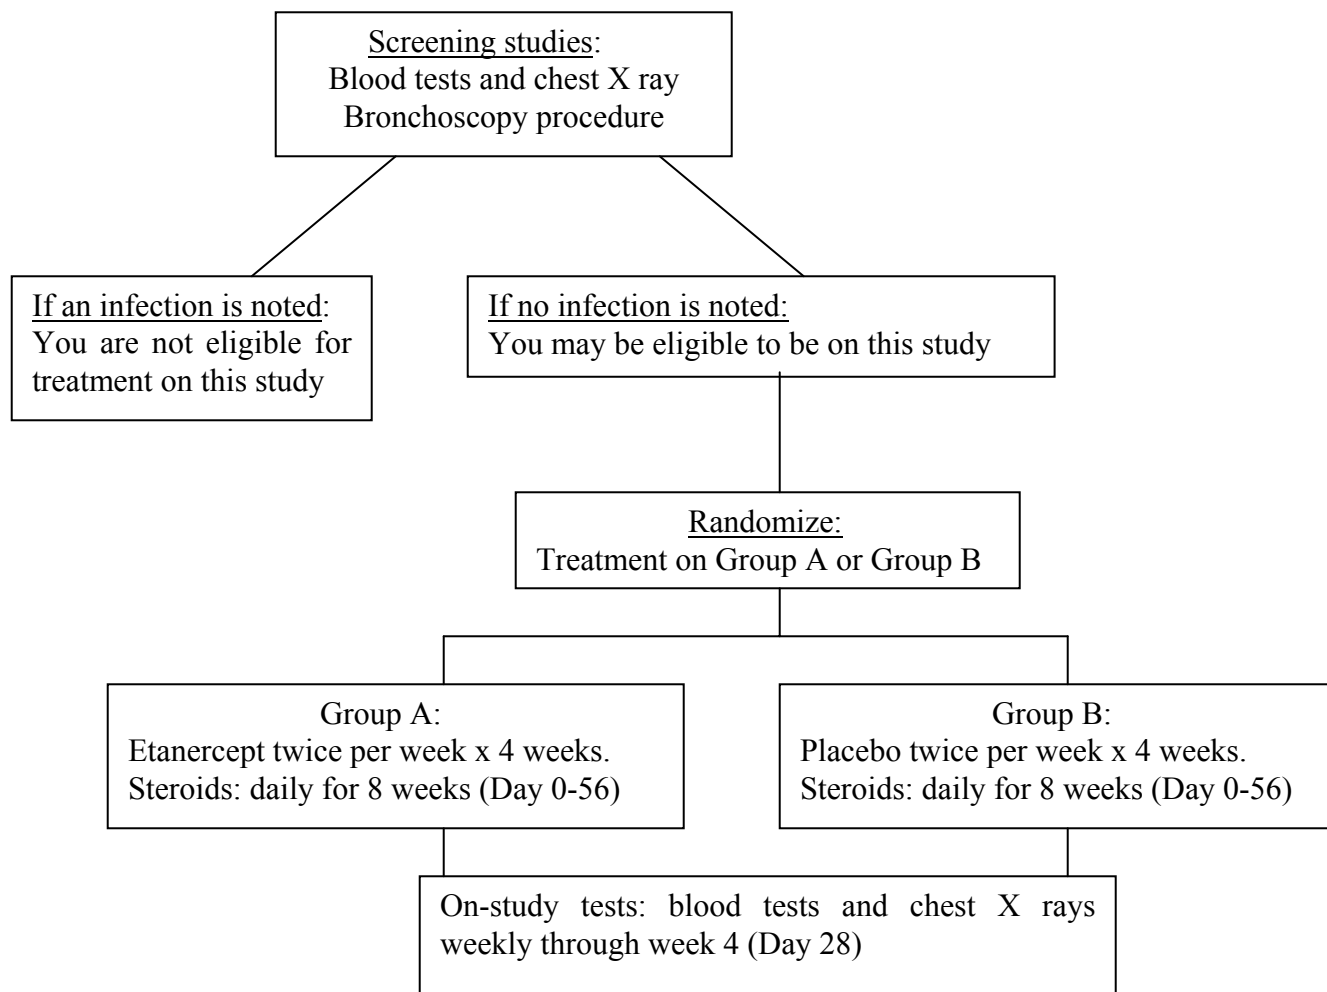 Screening studies:
Blood tests and chest X ray
Bronchoscopy procedure
If an infection is noted:
You are not eligible for
treatment on this study
If no infection is noted:
You may be eligible to be on this study
Randomize:
Treatment on Group A or Group B
Group A:
Etanercept twice per week x 4 weeks.
Steroids: daily for 8 weeks (Day 0-56)
Group B:
Placebo twice per week x 4 weeks.
Steroids: daily for 8 weeks (Day 0-56)
On-study tests: blood tests and chest X rays
weekly through week 4 (Day 28)